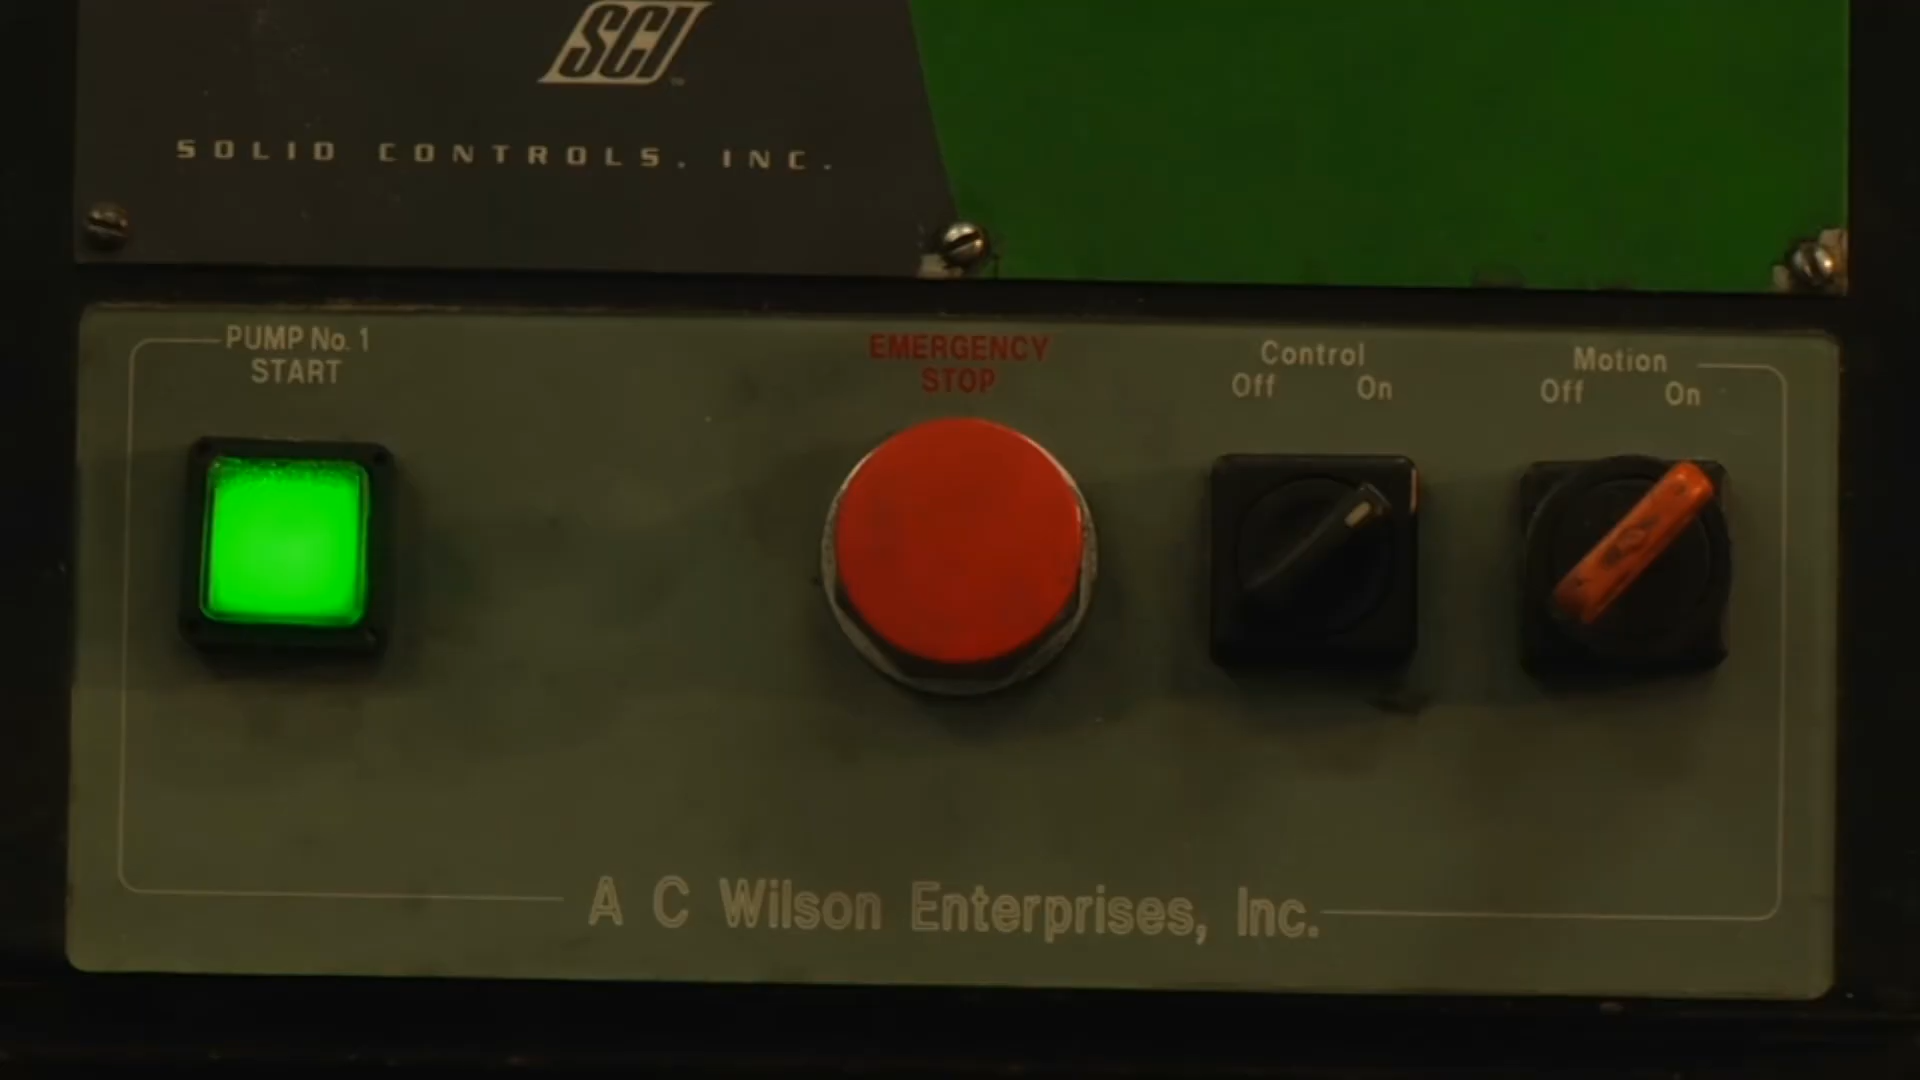 SCI
SOLID CONTROLS, INC.
PUMP No. 1
START
EMERGENCY
STOP
Control
Off On
Motion
Off On
A C Wilson Enterprises, Inc.